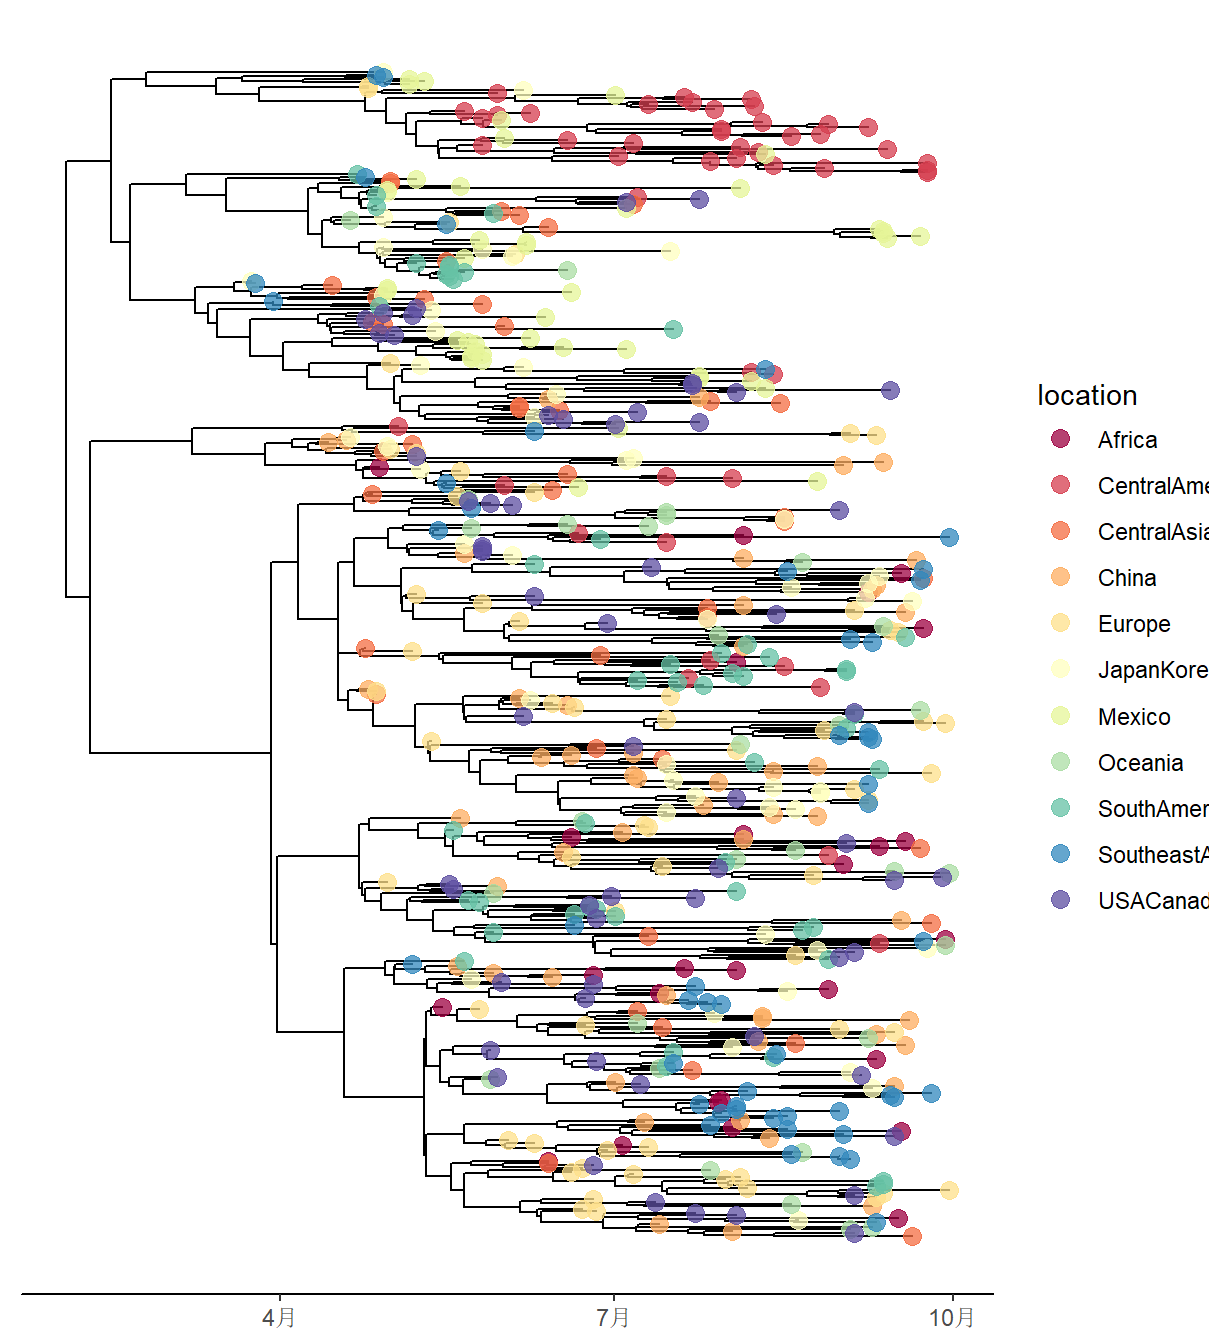 location
Africa
CentralAme
CentralAsia
China
Europe
JapanKore
Mexico
Oceania
SouthAmer
SoutheastA
USACanad
4月
7月
10月